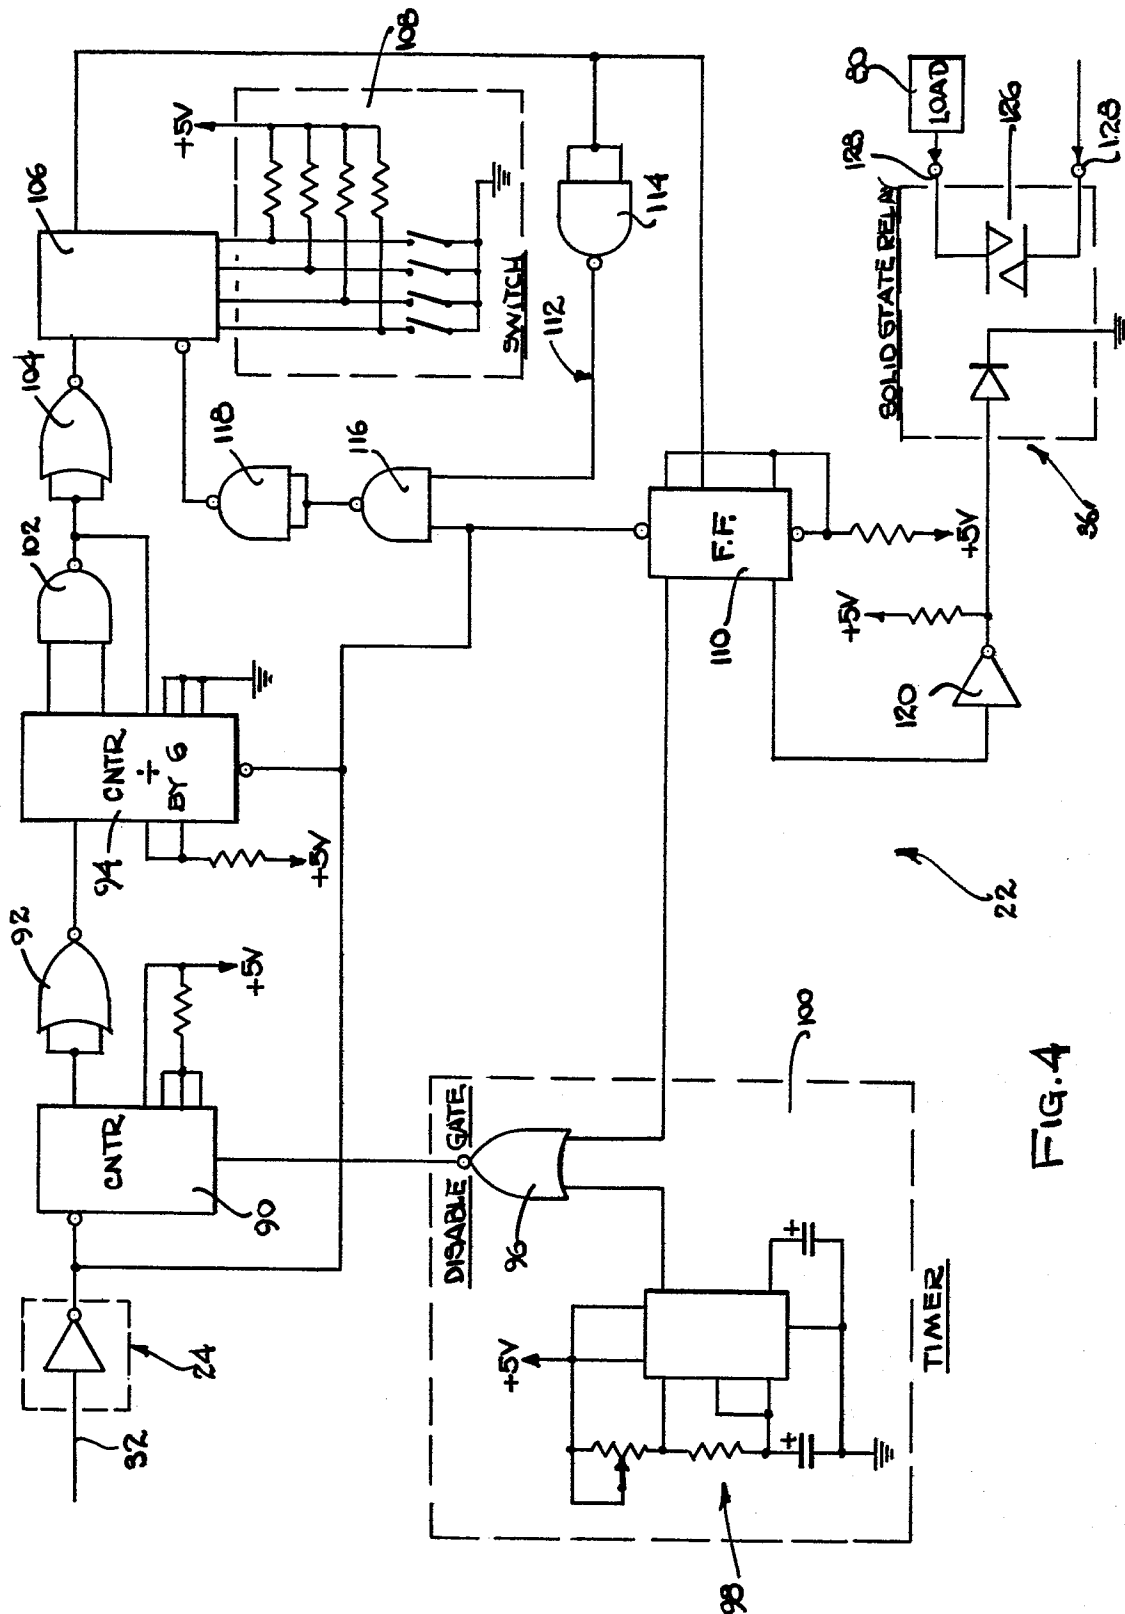 32
24
90
CNTR
+5V
92
94
CNTR
÷
BY 6
+5V
102
104
106
+5V
108
SWITCH
118
116
112
114
DISABLE GATE
96
+5V
98
TIMER
100
110
F.F.
+5V
+5V
120
22
36
SOLID STATE RELAY
128
80
LOAD
126
128
FIG. 4